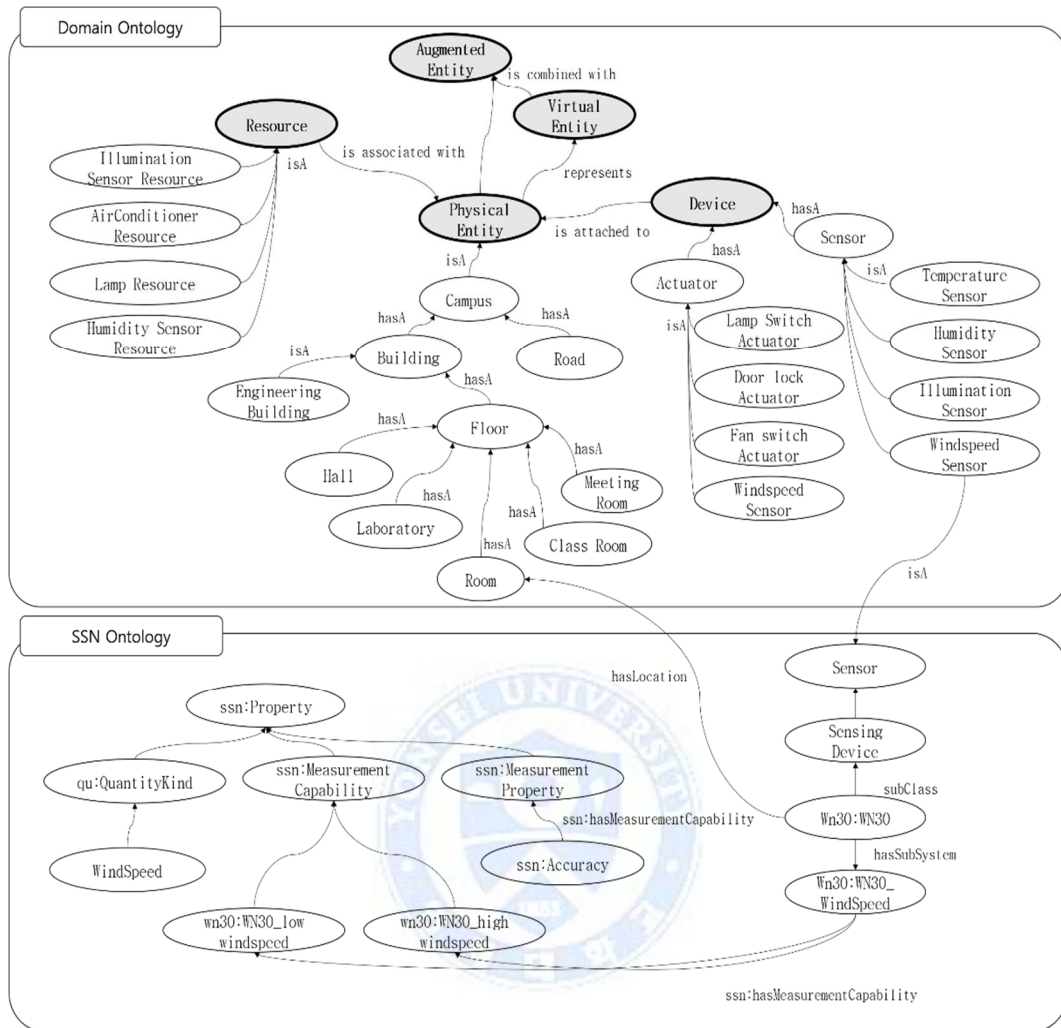 Domain Ontology
Augmented
Entity
is combined with
Virtual
Entity
Resource
Illumination
Sensor Resource
isA
is associated with
represents
AirConditioner
Resource
Physical
Entity
Device
is attached to
hasA
Sensor
hasA
isA
Lamp Resource
Actuator
isA
Temperature
Sensor
Campus
Humidity Sensor
Resource
hasA
hasA
isA
Lamp Switch
Actuator
Humidity
Sensor
Building
Road
isA
Engineering
Building
hasA
Door lock
Actuator
Illumination
Sensor
Floor
hasA
hasA
Fan switch
Actuator
Windspeed
Sensor
Hall
Meeting
Room
hasA
Windspeed
Sensor
Laboratory
hasA
hasA
Class Room
Room
isA
SSN Ontology
hasLocation
Sensor
ssn:Property
Sensing
Device
qu:QuantityKind
ssn:Measurement
Capability
ssn:Measurement
Property
subClass
ssn:hasMeasurementCapability
Wn30:WN30
WindSpeed
ssn:Accuracy
hasSubSystem
Wn30:WN30_
WindSpeed
wn30:WN30_low
windspeed
wn30:WN30_high
windspeed
ssn:hasMeasurementCapability
YONSEI UNIVERSITY